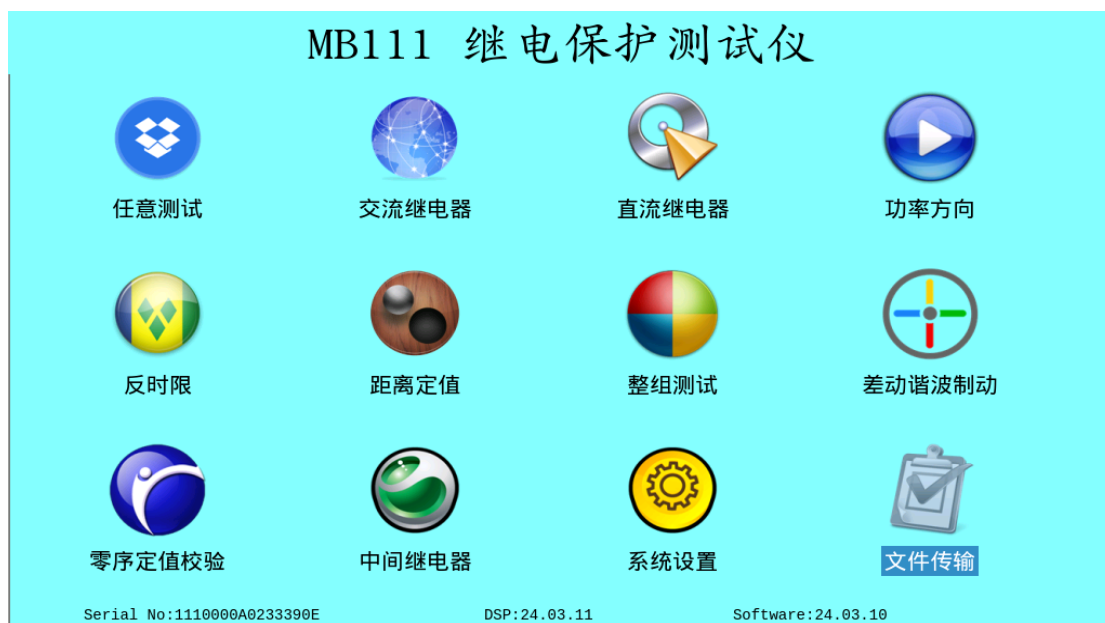 MB111 继电保护测试仪
任意测试 交流继电器 直流继电器 功率方向
反时限 距离定值 整组测试 差动谐波制动
零序定值校验 中间继电器 系统设置 文件传输
Serial No:1110000A0233390E DSP:24.03.11 Software:24.03.10